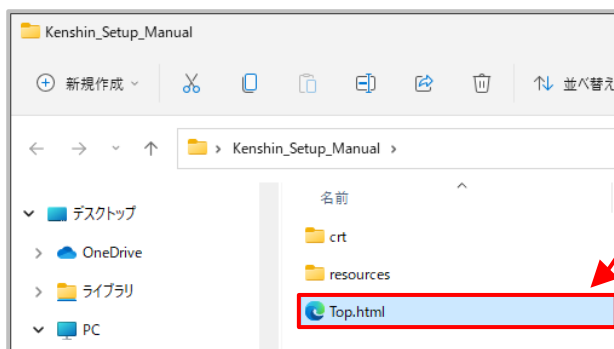 Kenshin_Setup_Manual
新規作成
並べ替え
Kenshin_Setup_Manual
名前
デスクトップ
crt
OneDrive
resources
ライブラリ
Top.html
PC